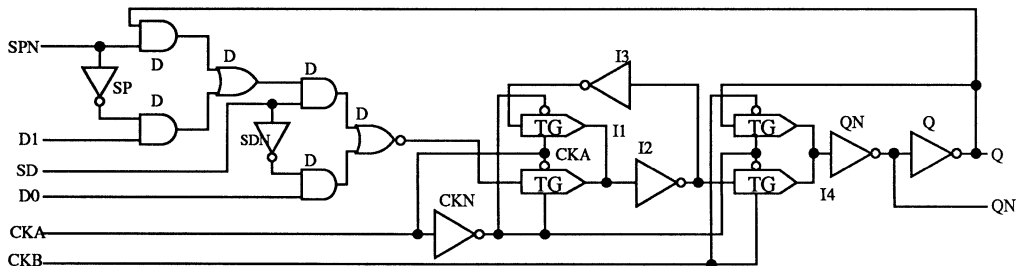 SPN
SP
D
D
D
D
D
SDN
D
D1
SD
D0
CKA
CKB
I3
TG
I1
CKA
TG
I2
CKN
TG
TG
I4
QN
Q
Q
QN